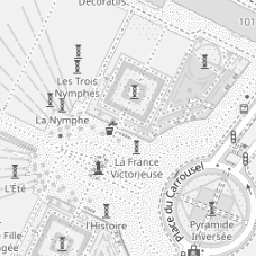 Décoratifs
101
Les Trois
Nymphes
La Nymphe
La France
Victorieuse
Place du Carrousel
l'Été
l'Histoire
Pyramide
Inversée
Fille